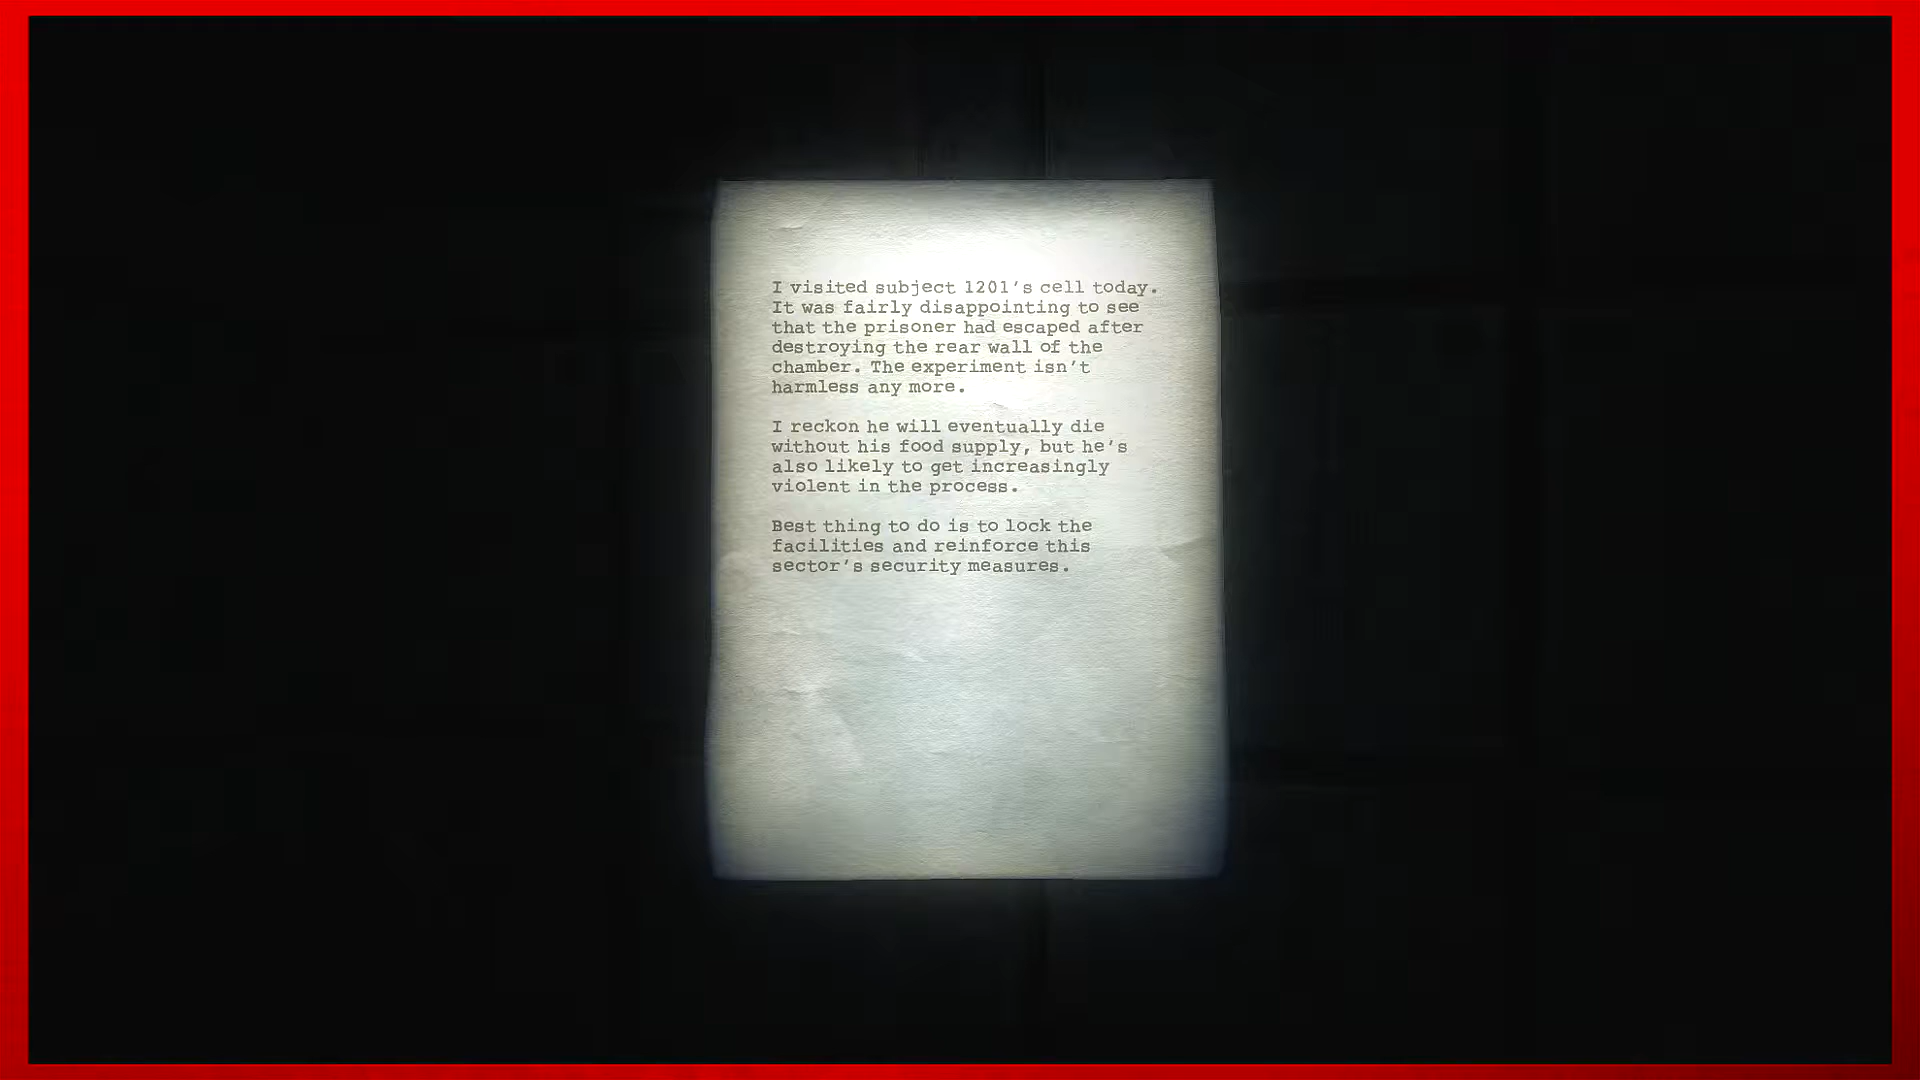 I visited subject 1201's cell today.
It was fairly disappointing to see
that the prisoner had escaped after
destroying the rear wall of the
chamber. The experiment isn't
harmless any more.
I reckon he will eventually die
without his food supply, but he's
also likely to get increasingly
violent in the process.
Best thing to do is to lock the
facilities and reinforce this
sector's security measures.